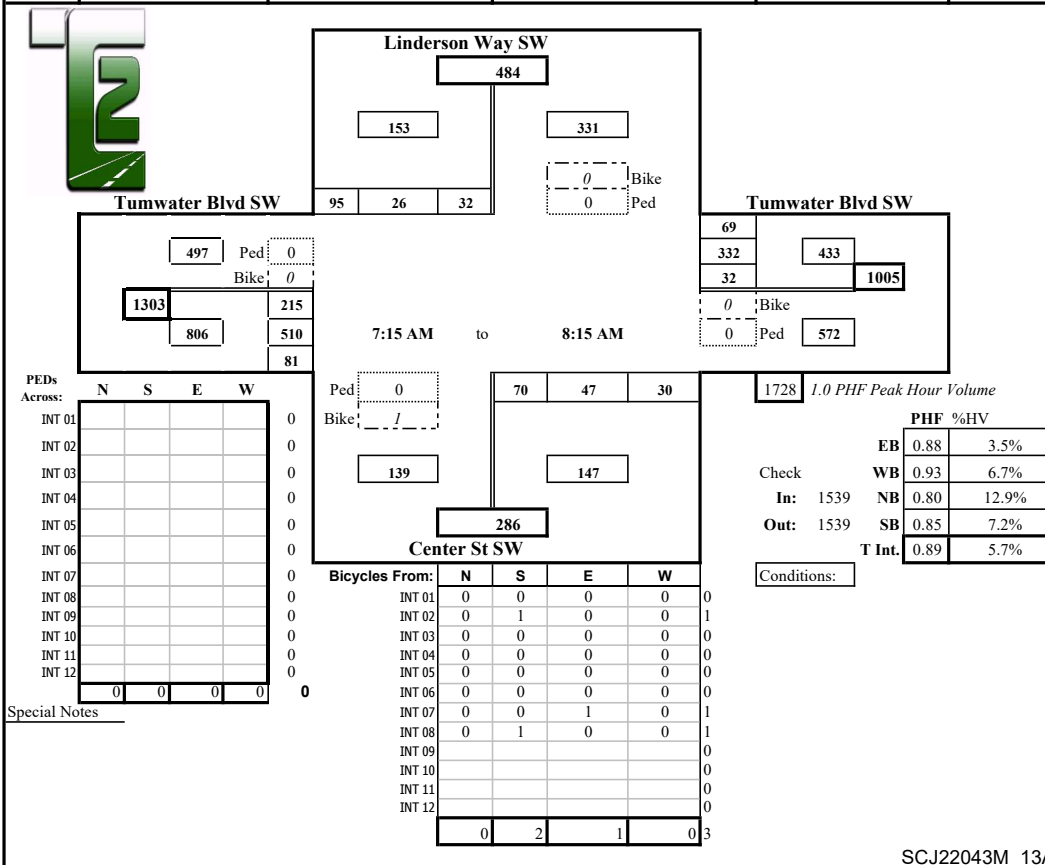 T2
Linderson Way SW
484
153 331
0 Bike
0 Ped
Tumwater Blvd SW 95 26 32 Tumwater Blvd SW
69
497 Ped 0 332 433
Bike 0 32 1005
1303 215 0 Bike
806 510 7:15 AM to 8:15 AM 0 Ped 572
81
PEDs
Across: N S E W Ped 0 70 47 30 1728 1.0 PHF Peak Hour Volume
INT 01 0 Bike 1 PHF %HV
INT 02 0 EB 0.88 3.5%
INT 03 0 139 147 Check WB 0.93 6.7%
INT 04 0 In: 1539 NB 0.80 12.9%
INT 05 0 286 Out: 1539 SB 0.85 7.2%
INT 06 0 Center St SW T Int. 0.89 5.7%
INT 07 0 Bicycles From: N S E W Conditions:
INT 08 0 INT 01 0 0 0 0 0
INT 09 0 INT 02 0 1 0 0 1
INT 10 0 INT 03 0 0 0 0 0
INT 11 0 INT 04 0 0 0 0 0
INT 12 0 INT 05 0 0 0 0 0
0 0 0 0 0 INT 06 0 0 0 0 0
Special Notes INT 07 0 0 1 0 1
INT 08 0 1 0 0 1
INT 09 0
INT 10 0
INT 11 0
INT 12 0
0 2 1 0 3
SCJ22043M_13A